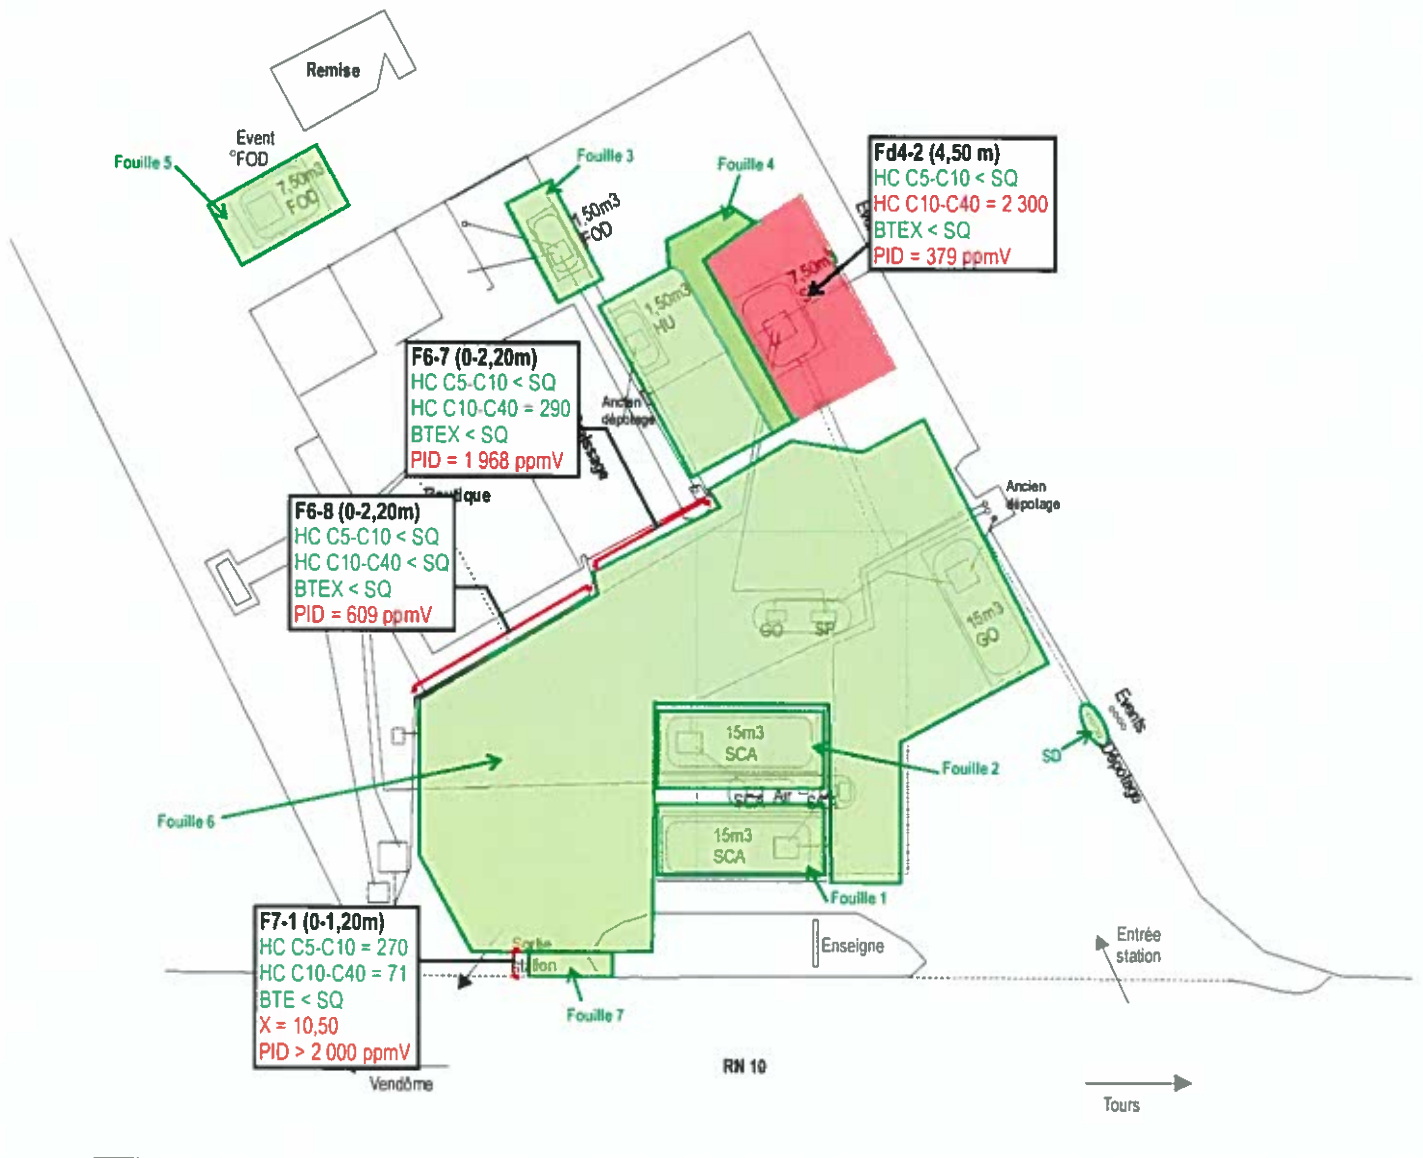 Remise
Event
°FOD
Fouille 5
7,50m3
FOD
Fouille 3
1,50m3
FOD
Fouille 4
Fd4-2 (4,50 m)
HC C5-C10 < SQ
HC C10-C40 = 2 300
BTEX < SQ
PID = 379 ppmV
7,50m3
1,50m3
HU
F6-7 (0-2,20m)
HC C5-C10 < SQ
HC C10-C40 = 290
BTEX < SQ
PID = 1 968 ppmV
Ancien
dépotage
F6-8 (0-2,20m)
HC C5-C10 < SQ
HC C10-C40 < SQ
BTEX < SQ
PID = 609 ppmV
Ancien
dépotage
GO
SP
15m3
GO
Events
Dépotage
SD
15m3
SCA
Fouille 2
Air
Fouille 6
15m3
SCA
Fouille 1
F7-1 (0-1,20m)
HC C5-C10 = 270
HC C10-C40 = 71
BTE < SQ
X = 10,50
PID > 2 000 ppmV
Sortie
station
Enseigne
Entrée
station
Fouille 7
RN 10
Vendôme
Tours